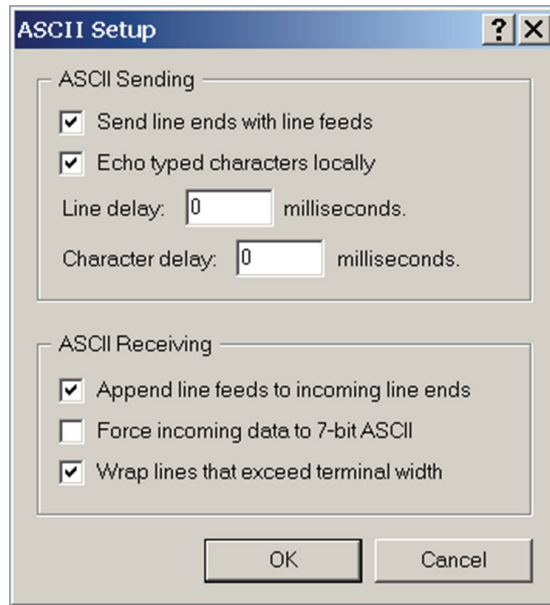 ASCII Setup
ASCII Sending
Send line ends with line feeds
Echo typed characters locally
Line delay: 0 milliseconds.
Character delay: 0 milliseconds.
ASCII Receiving
Append line feeds to incoming line ends
Force incoming data to 7-bit ASCII
Wrap lines that exceed terminal width
OK Cancel